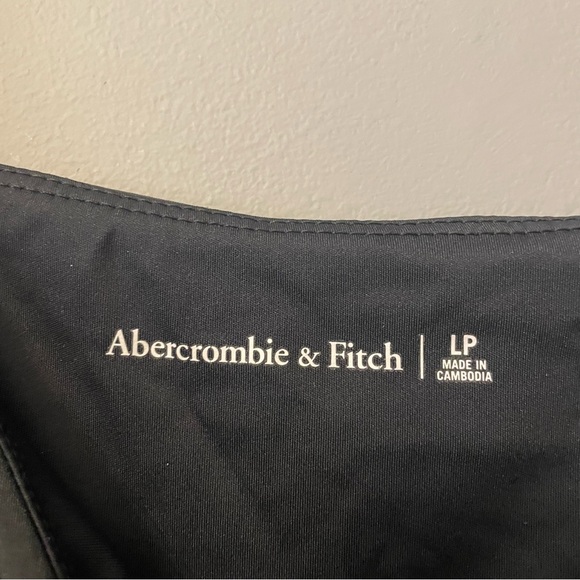 Abercrombie & Fitch
LP
MADE IN
CAMBODIA